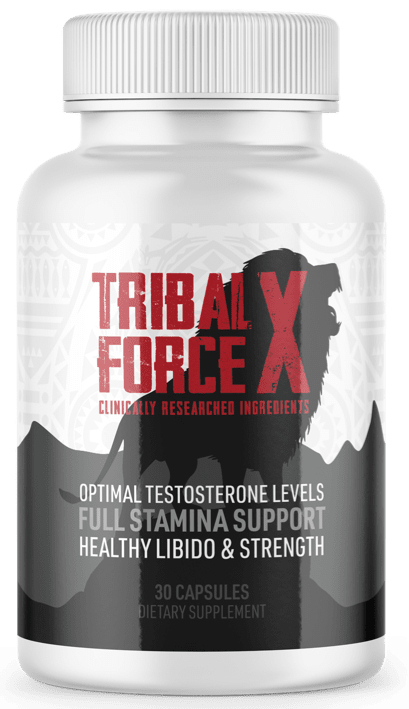 TRIBAL
FORCE X
CLINICALLY RESEARCHED INGREDIENTS
OPTIMAL TESTOSTERONE LEVELS
FULL STAMINA SUPPORT
HEALTHY LIBIDO & STRENGTH
30 CAPSULES
DIETARY SUPPLEMENT